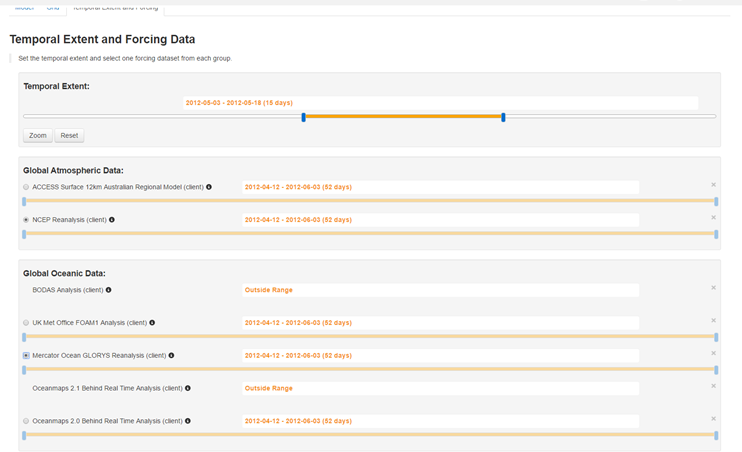 Model Grid Temporal Extent and Forcing
Temporal Extent and Forcing Data
Set the temporal extent and select one forcing dataset from each group.
Temporal Extent:
2012-05-03 - 2012-05-18 (15 days)
Zoom Reset
Global Atmospheric Data:
ACCESS Surface 12km Australian Regional Model (client) 2012-04-12 - 2012-06-03 (52 days)
NCEP Reanalysis (client) 2012-04-12 - 2012-06-03 (52 days)
Global Oceanic Data:
BODAS Analysis (client) Outside Range
UK Met Office FOAM1 Analysis (client) 2012-04-12 - 2012-06-03 (52 days)
Mercator Ocean GLORYS Reanalysis (client) 2012-04-12 - 2012-06-03 (52 days)
Oceanmaps 2.1 Behind Real Time Analysis (client) Outside Range
Oceanmaps 2.0 Behind Real Time Analysis (client) 2012-04-12 - 2012-06-03 (52 days)